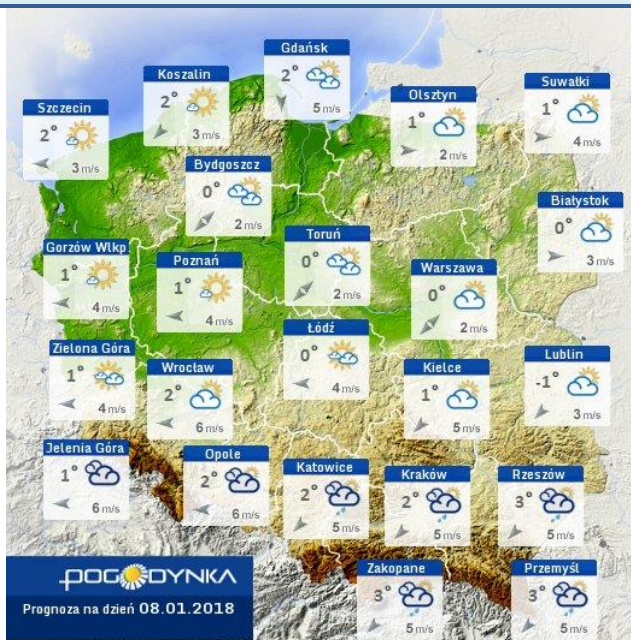 Gdańsk
2°
5 m/s
Koszalin
2°
3 m/s
Szczecin
2°
3 m/s
Olsztyn
1°
2 m/s
Suwałki
1°
4 m/s
Bydgoszcz
0°
2 m/s
Białystok
0°
3 m/s
Gorzów Wlkp
1°
4 m/s
Poznań
1°
4 m/s
Toruń
0°
2 m/s
Warszawa
0°
2 m/s
Łódź
0°
4 m/s
Zielona Góra
1°
4 m/s
Wrocław
2°
6 m/s
Kielce
1°
5 m/s
Lublin
-1°
3 m/s
Jelenia Góra
1°
6 m/s
Opole
2°
6 m/s
Katowice
2°
5 m/s
Kraków
2°
5 m/s
Rzeszów
3°
5 m/s
Zakopane
3°
5 m/s
Przemyśl
3°
5 m/s
POGODYNKA
Prognoza na dzień 08.01.2018